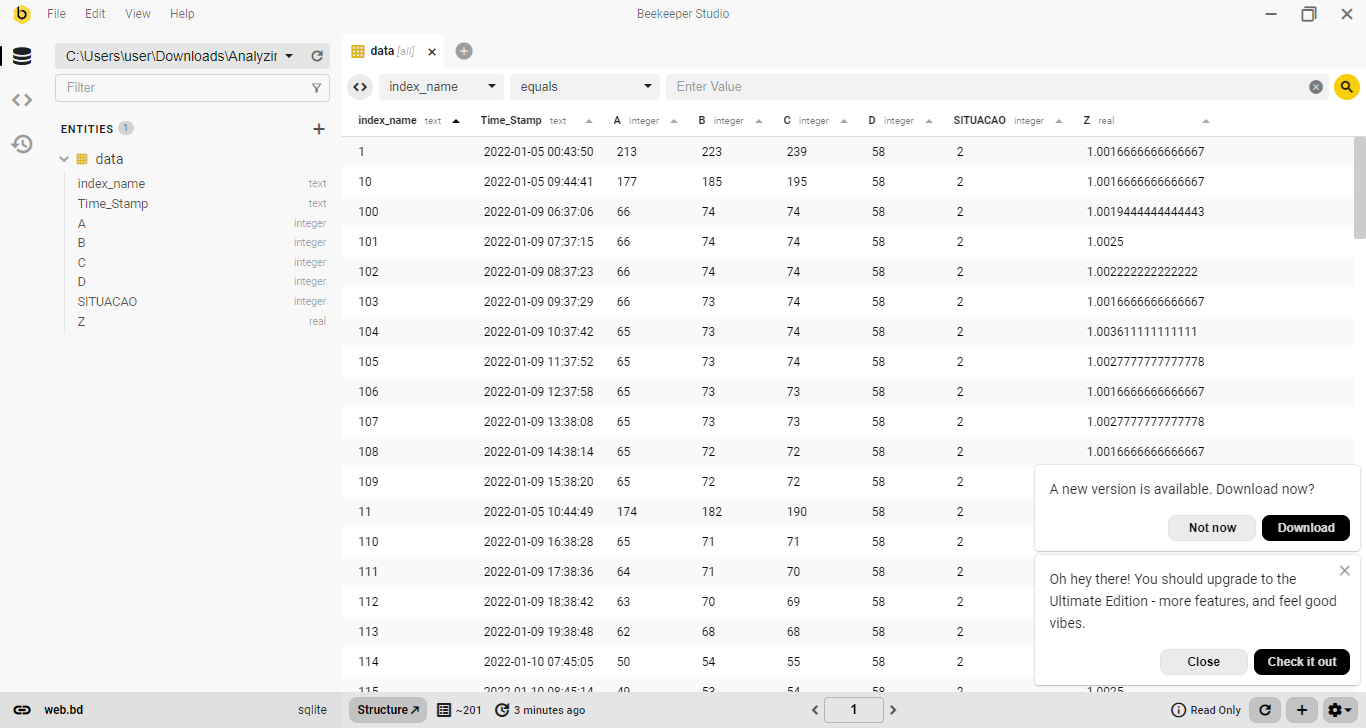 File Edit View Help Beekeeper Studio
C:\Users\user\Downloads\Analyzir
Filter
ENTITIES 1 +
data
index_name text
Time_Stamp text
A integer
B integer
C integer
D integer
SITUACAO integer
Z real
data [all]
index_name equals Enter Value
index_name text Time_Stamp text A integer B integer C integer D integer SITUACAO integer Z real
1 2022-01-05 00:43:50 213 223 239 58 2 1.0016666666666667
10 2022-01-05 09:44:41 177 185 195 58 2 1.0016666666666667
100 2022-01-09 06:37:06 66 74 74 58 2 1.0019444444444443
101 2022-01-09 07:37:15 66 74 74 58 2 1.0025
102 2022-01-09 08:37:23 66 74 74 58 2 1.002222222222222
103 2022-01-09 09:37:29 66 73 74 58 2 1.0016666666666667
104 2022-01-09 10:37:42 65 73 74 58 2 1.003611111111111
105 2022-01-09 11:37:52 65 73 74 58 2 1.0027777777777778
106 2022-01-09 12:37:58 65 73 73 58 2 1.0016666666666667
107 2022-01-09 13:38:08 65 73 73 58 2 1.0027777777777778
108 2022-01-09 14:38:14 65 72 72 58 2 1.0016666666666667
109 2022-01-09 15:38:20 65 72 72 58 2
11 2022-01-05 10:44:49 174 182 190 58 2
110 2022-01-09 16:38:28 65 71 71 58 2
111 2022-01-09 17:38:36 64 71 70 58 2
112 2022-01-09 18:38:42 63 70 69 58 2
113 2022-01-09 19:38:48 62 68 68 58 2
114 2022-01-10 07:45:05 50 54 55 58 2
115 2022-01-10 08:45:14 49 53 54 58 2 1.0025
A new version is available. Download now?
Not now Download
Oh hey there! You should upgrade to the
Ultimate Edition - more features, and feel good
vibes.
Close Check it out
web.bd sqlite
Structure ~201 3 minutes ago 1 Read Only